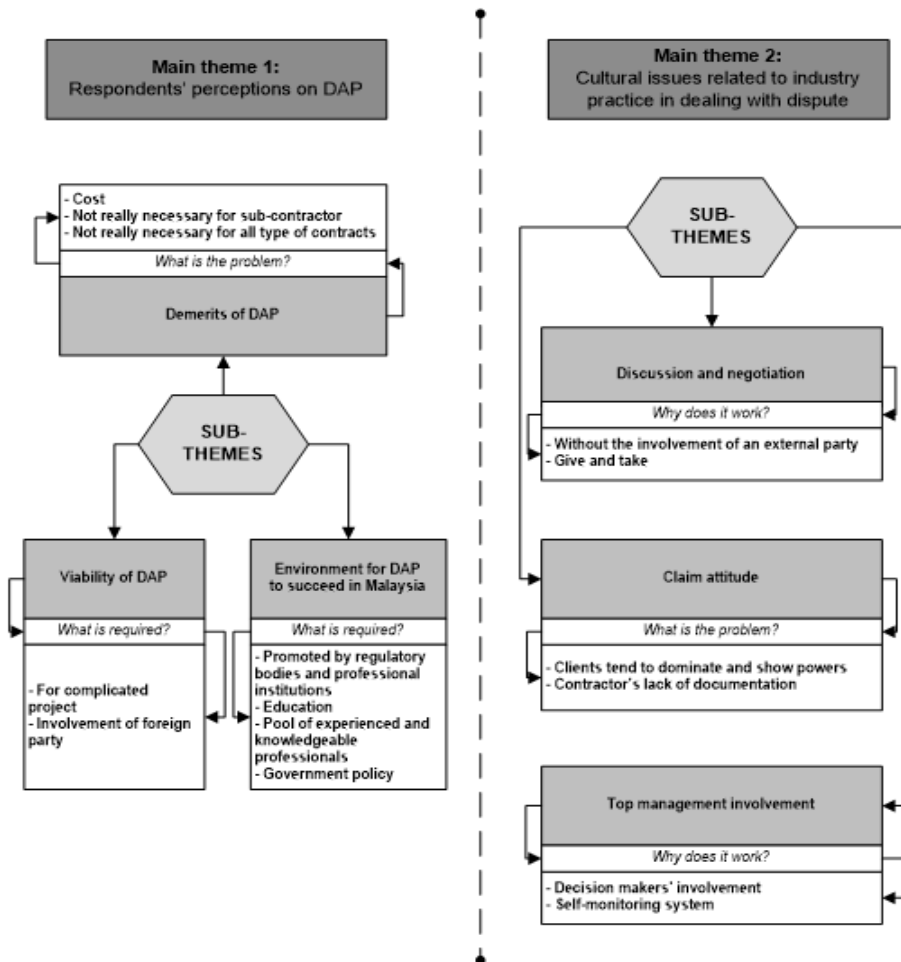 Main theme 1:
Respondents' perceptions on DAP
- Cost
- Not really necessary for sub-contractor
- Not really necessary for all type of contracts
What is the problem?
Demerits of DAP
SUB-
THEMES
Viability of DAP
What is required?
- For complicated
project
- Involvement of foreign
party
Environment for DAP
to succeed in Malaysia
What is required?
- Promoted by regulatory
bodies and professional
institutions
- Education
- Pool of experienced and
knowledgeable
professionals
- Government policy
Main theme 2:
Cultural issues related to industry
practice in dealing with dispute
SUB-
THEMES
Discussion and negotiation
Why does it work?
- Without the involvement of an external party
- Give and take
Claim attitude
What is the problem?
- Clients tend to dominate and show powers
- Contractor's lack of documentation
Top management involvement
Why does it work?
- Decision makers' involvement
- Self-monitoring system